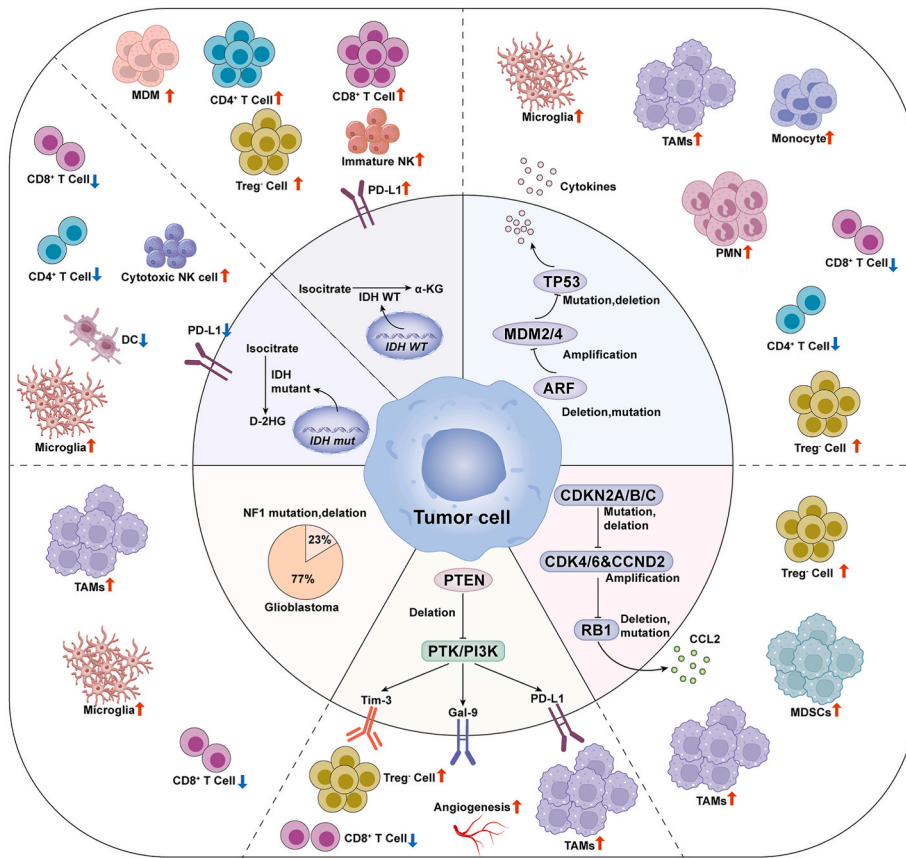 MDM
CD4⁺ T Cell
CD8⁺ T Cell
Treg⁻ Cell
Immature NK
PD-L1
CD8⁺ T Cell
CD4⁺ T Cell
Cytotoxic NK cell
DC
PD-L1
Microglia
Isocitrate
α-KG
IDH WT
IDH WT
Isocitrate
IDH
mutant
D-2HG
IDH mut
Microglia
TAMs
Monocyte
Cytokines
PMN
CD8⁺ T Cell
CD4⁺ T Cell
Treg⁻ Cell
TP53
Mutation,deletion
MDM2/4
Amplification
ARF
Deletion,mutation
Tumor cell
NF1 mutation,delation
23%
77%
Glioblastoma
TAMs
Microglia
CD8⁺ T Cell
PTEN
Delation
PTK/PI3K
Tim-3
Gal-9
PD-L1
Treg⁻ Cell
CD8⁺ T Cell
Angiogenesis
TAMs
CDKN2A/B/C
Mutation,
delation
CDK4/6&CCND2
Amplification
RB1
Deletion,
mutation
CCL2
Treg⁻ Cell
MDSCs
TAMs